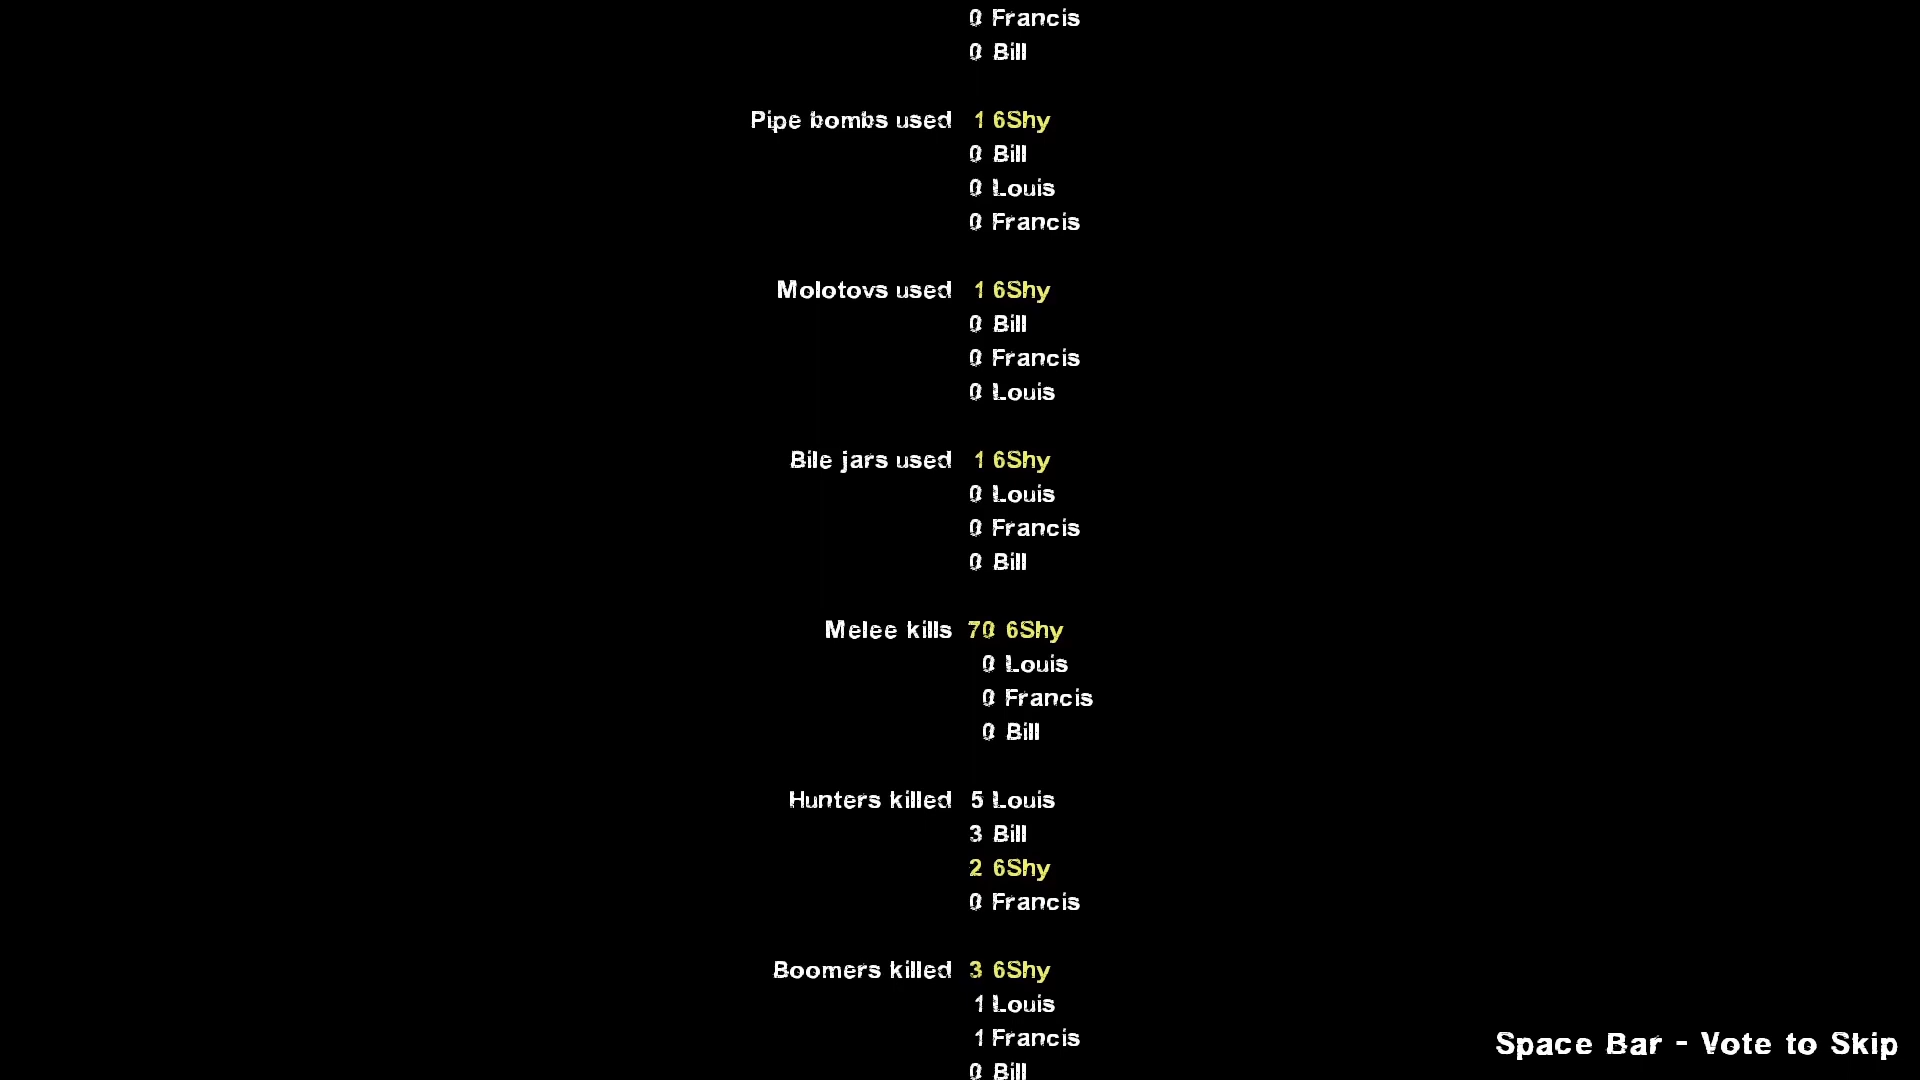 0 Francis
0 Bill
Pipe bombs used 1 6Shy
0 Bill
0 Louis
0 Francis
Molotovs used 1 6Shy
0 Bill
0 Francis
0 Louis
Bile jars used 1 6Shy
0 Louis
0 Francis
0 Bill
Melee kills 70 6Shy
0 Louis
0 Francis
0 Bill
Hunters killed 5 Louis
3 Bill
2 6Shy
0 Francis
Boomers killed 3 6Shy
1 Louis
1 Francis
0 Bill
Space Bar - Vote to Skip